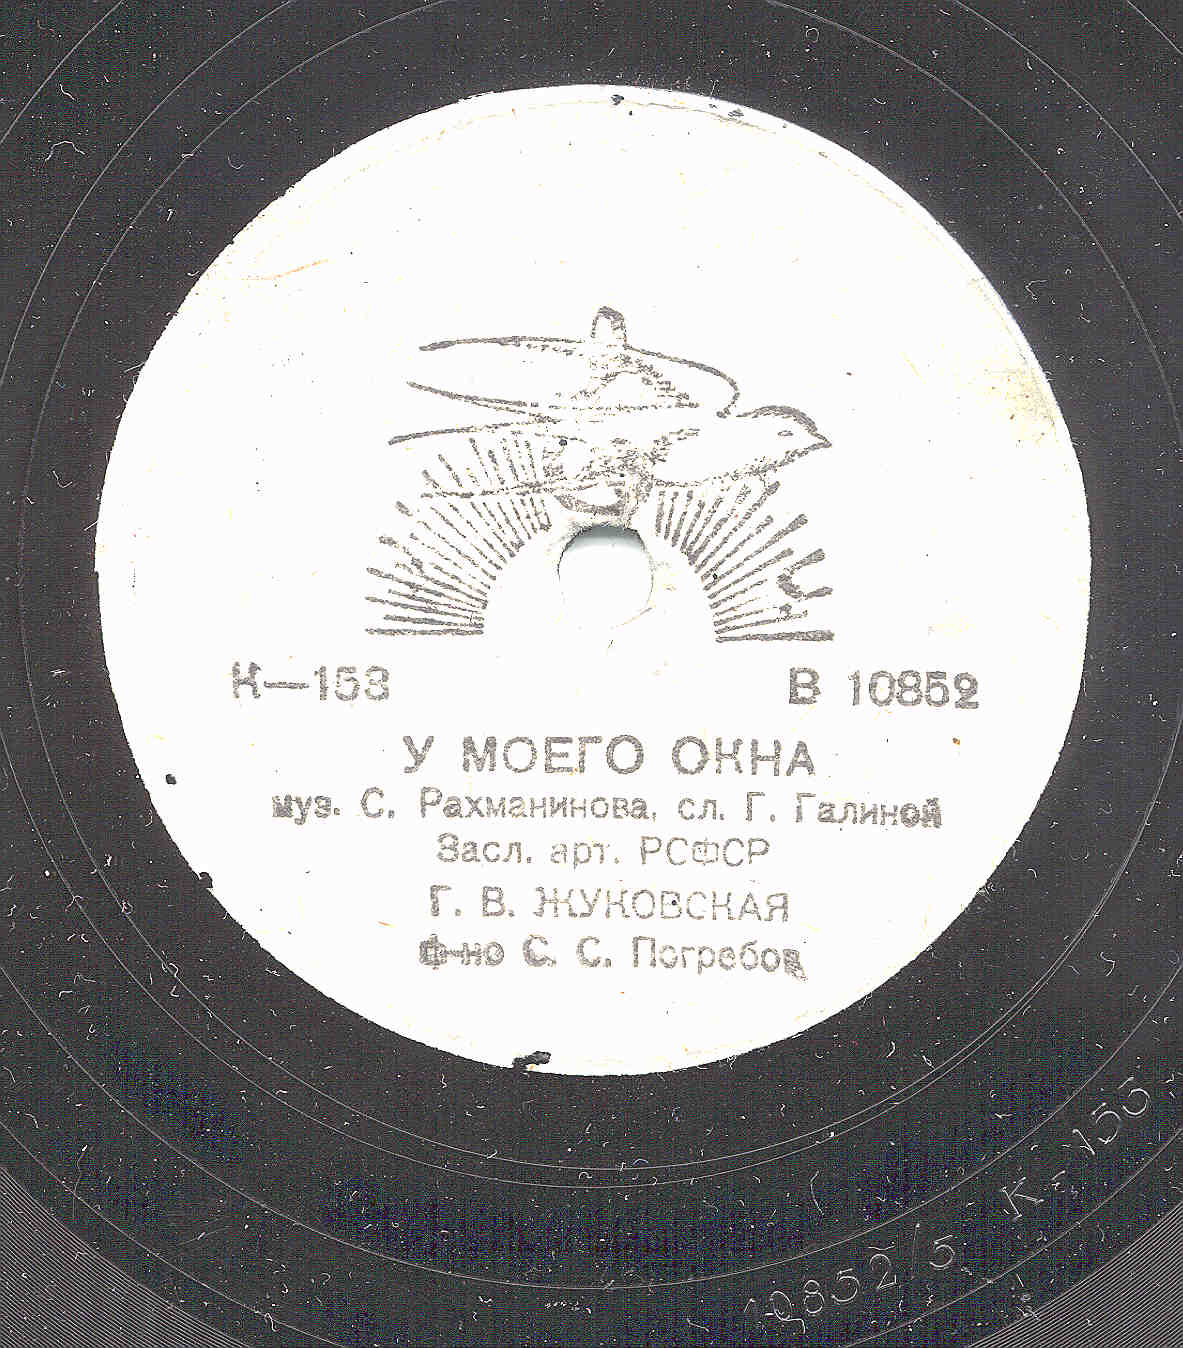 К—153
В 10852
У МОЕГО ОКНА
муз. С. Рахманинова, сл. Г. Галиной
Засл. арт. РСФСР
Г. В. ЖУКОВСКАЯ
ф-но С. С. Погребов
10852/5 К-155